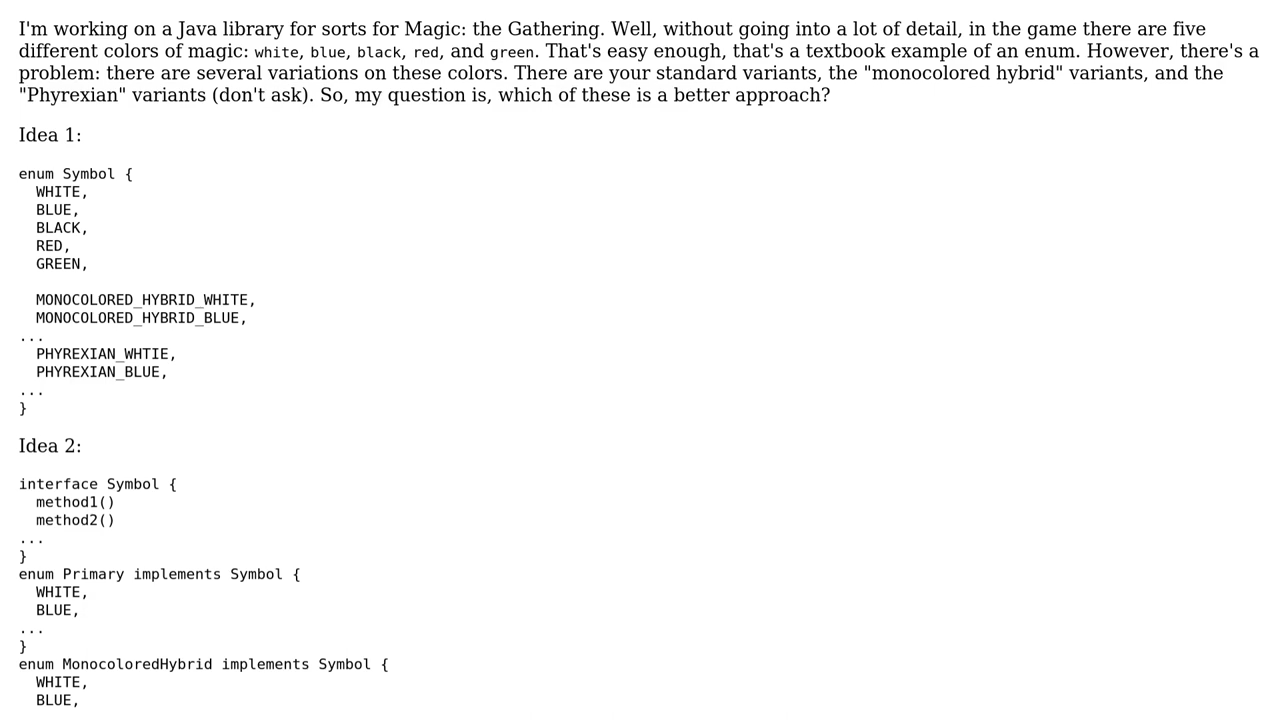 I'm working on a Java library for sorts for Magic: the Gathering. Well, without going into a lot of detail, in the game there are five
different colors of magic: white, blue, black, red, and green. That's easy enough, that's a textbook example of an enum. However, there's a
problem: there are several variations on these colors. There are your standard variants, the "monocolored hybrid" variants, and the
"Phyrexian" variants (don't ask). So, my question is, which of these is a better approach?
Idea 1:
enum Symbol {
  WHITE,
  BLUE,
  BLACK,
  RED,
  GREEN,
  MONOCOLORED_HYBRID_WHITE,
  MONOCOLORED_HYBRID_BLUE,
...
  PHYREXIAN_WHTIE,
  PHYREXIAN_BLUE,
...
}
Idea 2:
interface Symbol {
  method1()
  method2()
...
}
enum Primary implements Symbol {
  WHITE,
  BLUE,
...
}
enum MonocoloredHybrid implements Symbol {
  WHITE,
  BLUE,